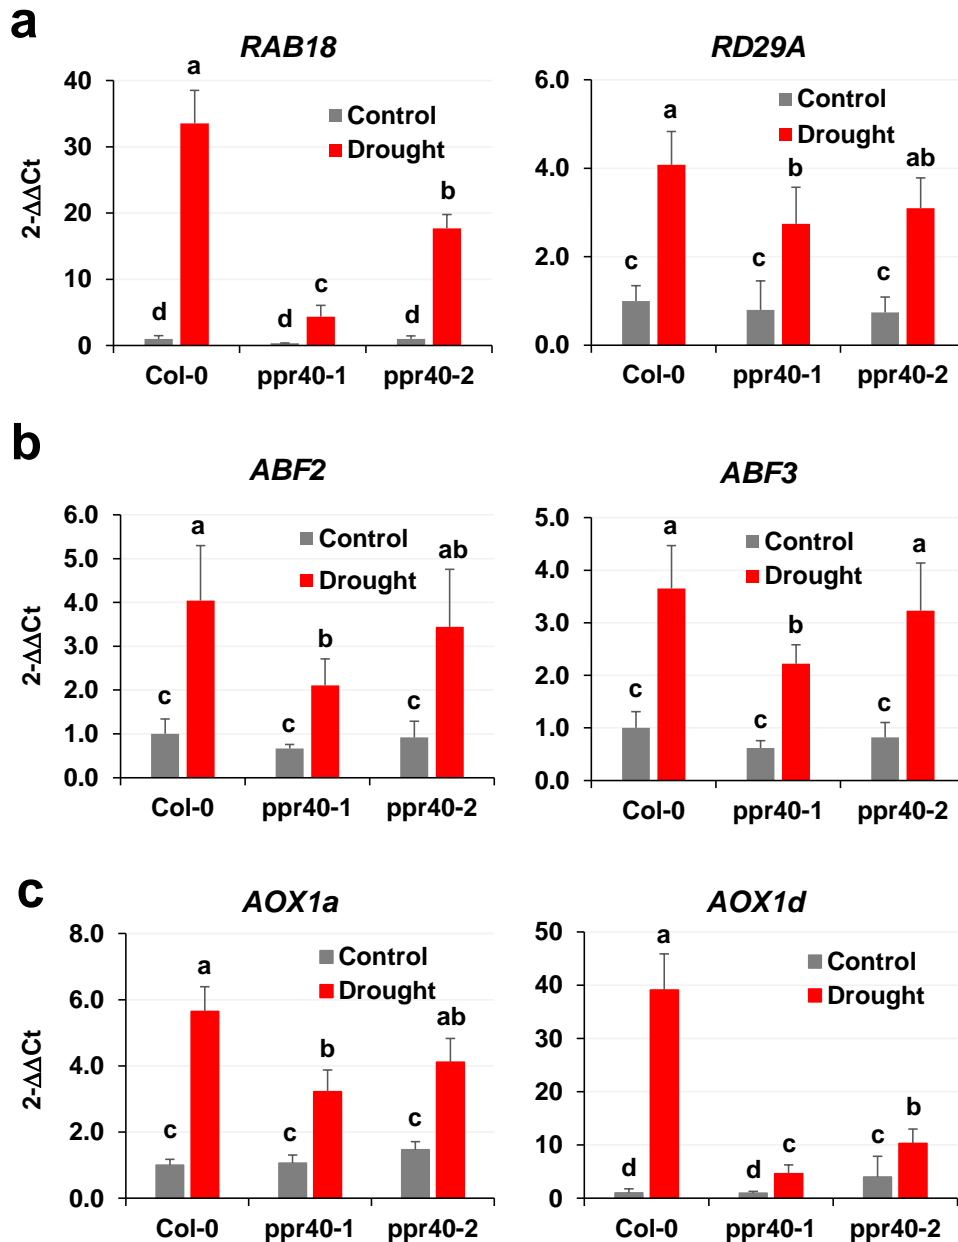 a
RAB18
40
30
20
10
0
2-ΔΔCt
Control
Drought
a
b
c
d
d
d
Col-0 ppr40-1 ppr40-2
RD29A
6.0
4.0
2.0
0.0
Control
Drought
a
b
ab
c
c
c
Col-0 ppr40-1 ppr40-2
b
ABF2
6.0
5.0
4.0
3.0
2.0
1.0
0.0
2-ΔΔCt
Control
Drought
a
ab
b
c
c
c
Col-0 ppr40-1 ppr40-2
ABF3
5.0
4.0
3.0
2.0
1.0
0.0
Control
Drought
a
a
b
c
c
c
Col-0 ppr40-1 ppr40-2
c
AOX1a
8.0
6.0
4.0
2.0
0.0
2-ΔΔCt
Control
Drought
a
b
ab
c
c
c
Col-0 ppr40-1 ppr40-2
AOX1d
50
40
30
20
10
0
Control
Drought
a
b
c
c
d
d
Col-0 ppr40-1 ppr40-2